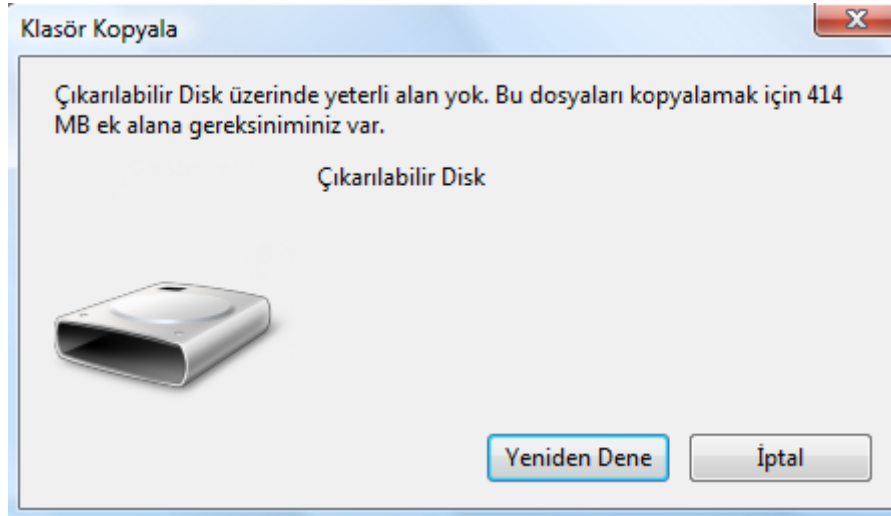 Klasör Kopyala
Çıkarılabilir Disk üzerinde yeterli alan yok. Bu dosyaları kopyalamak için 414
MB ek alana gereksiniminiz var.
Çıkarılabilir Disk
Yeniden Dene
İptal